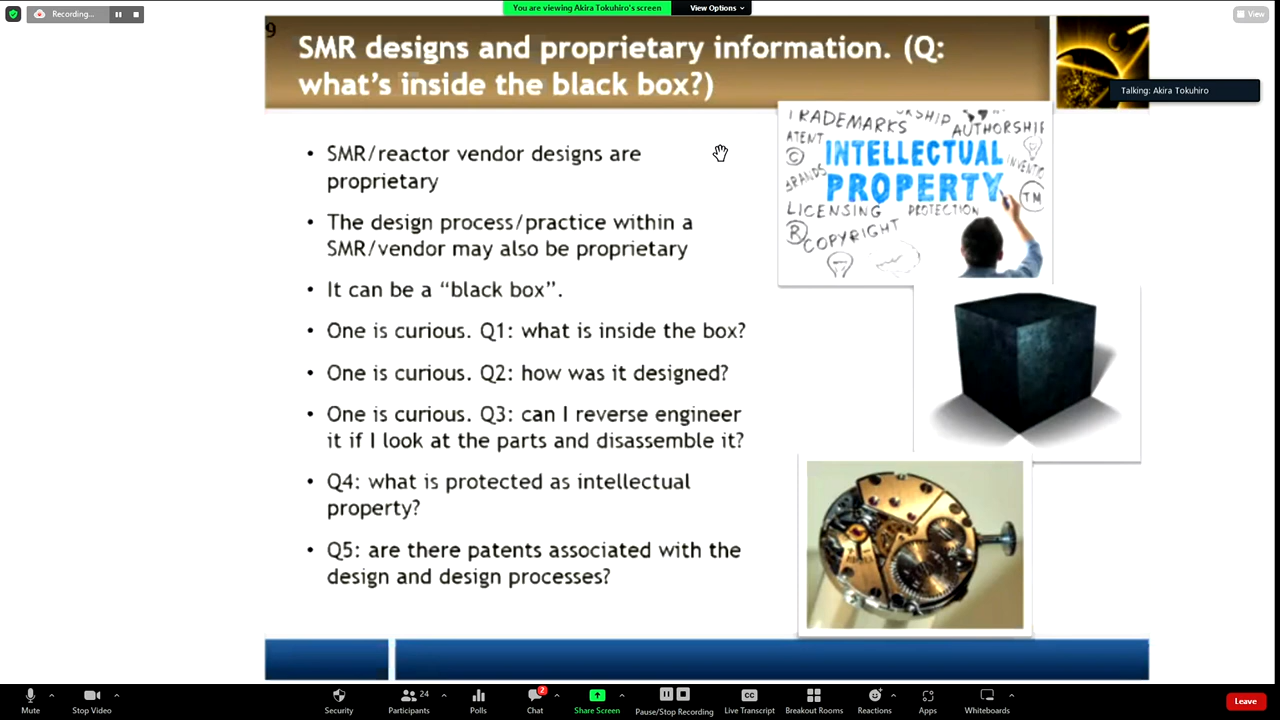 Recording...
You are viewing Akira Tokuhiro's screen
View Options
View
9
SMR designs and proprietary information. (Q:
what's inside the black box?)
Talking: Akira Tokuhiro
• SMR/reactor vendor designs are
proprietary
• The design process/practice within a
SMR/vendor may also be proprietary
• It can be a “black box”.
• One is curious. Q1: what is inside the box?
• One is curious. Q2: how was it designed?
• One is curious. Q3: can I reverse engineer
it if I look at the parts and disassemble it?
• Q4: what is protected as intellectual
property?
• Q5: are there patents associated with the
design and design processes?
TRADEMARKS
AUTHORSHIP
ATENT
©
INTELLECTUAL
PROPERTY
BRANDS
INVENTIO
TM
LICENSING
PROTECTION
®
COPYRIGHT
Mute
Stop Video
Security
24
Participants
Polls
2
Chat
Share Screen
Pause/Stop Recording
CC
Live Transcript
Breakout Rooms
Reactions
Apps
Whiteboards
Leave